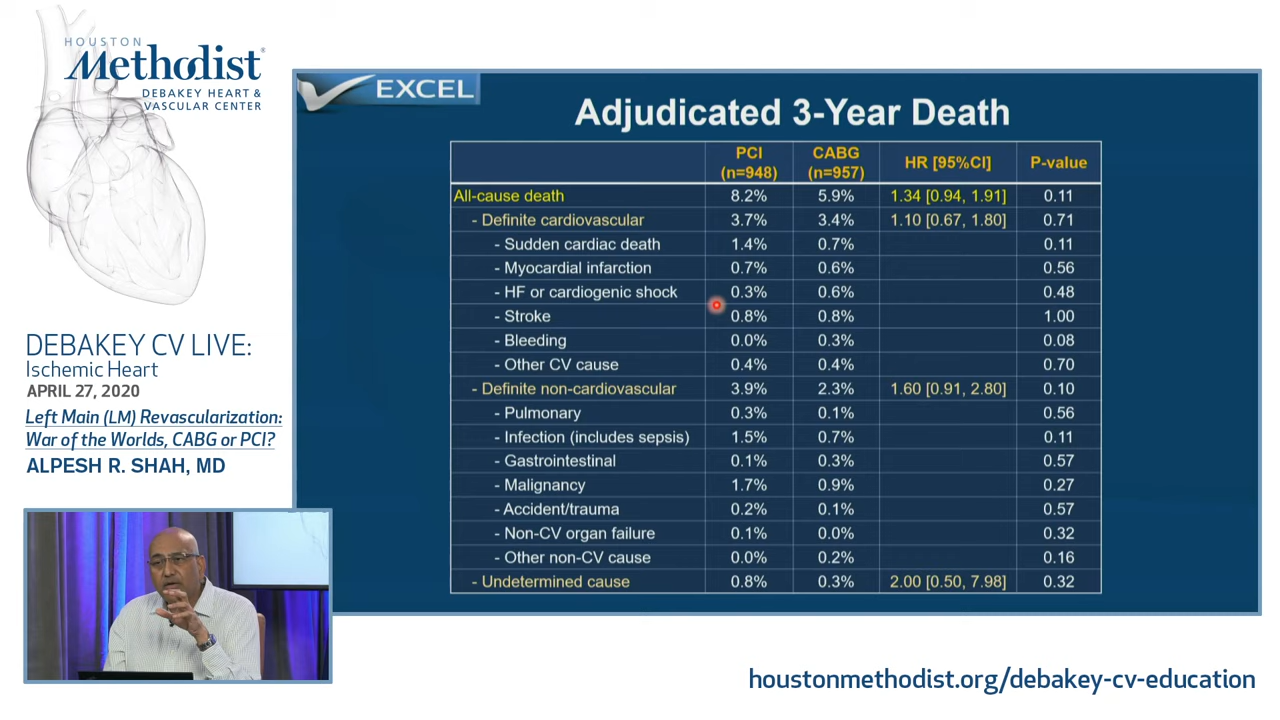 HOUSTON
Methodist®
DEBAKEY HEART &
VASCULAR CENTER
DEBAKEY CV LIVE:
Ischemic Heart
APRIL 27, 2020
Left Main (LM) Revascularization:
War of the Worlds, CABG or PCI?
ALPESH R. SHAH, MD
EXCEL
Adjudicated 3-Year Death
PCI (n=948) CABG (n=957) HR [95%CI] P-value
All-cause death 8.2% 5.9% 1.34 [0.94, 1.91] 0.11
- Definite cardiovascular 3.7% 3.4% 1.10 [0.67, 1.80] 0.71
- Sudden cardiac death 1.4% 0.7% 0.11
- Myocardial infarction 0.7% 0.6% 0.56
- HF or cardiogenic shock 0.3% 0.6% 0.48
- Stroke 0.8% 0.8% 1.00
- Bleeding 0.0% 0.3% 0.08
- Other CV cause 0.4% 0.4% 0.70
- Definite non-cardiovascular 3.9% 2.3% 1.60 [0.91, 2.80] 0.10
- Pulmonary 0.3% 0.1% 0.56
- Infection (includes sepsis) 1.5% 0.7% 0.11
- Gastrointestinal 0.1% 0.3% 0.57
- Malignancy 1.7% 0.9% 0.27
- Accident/trauma 0.2% 0.1% 0.57
- Non-CV organ failure 0.1% 0.0% 0.32
- Other non-CV cause 0.0% 0.2% 0.16
- Undetermined cause 0.8% 0.3% 2.00 [0.50, 7.98] 0.32
houstonmethodist.org/debakey-cv-education